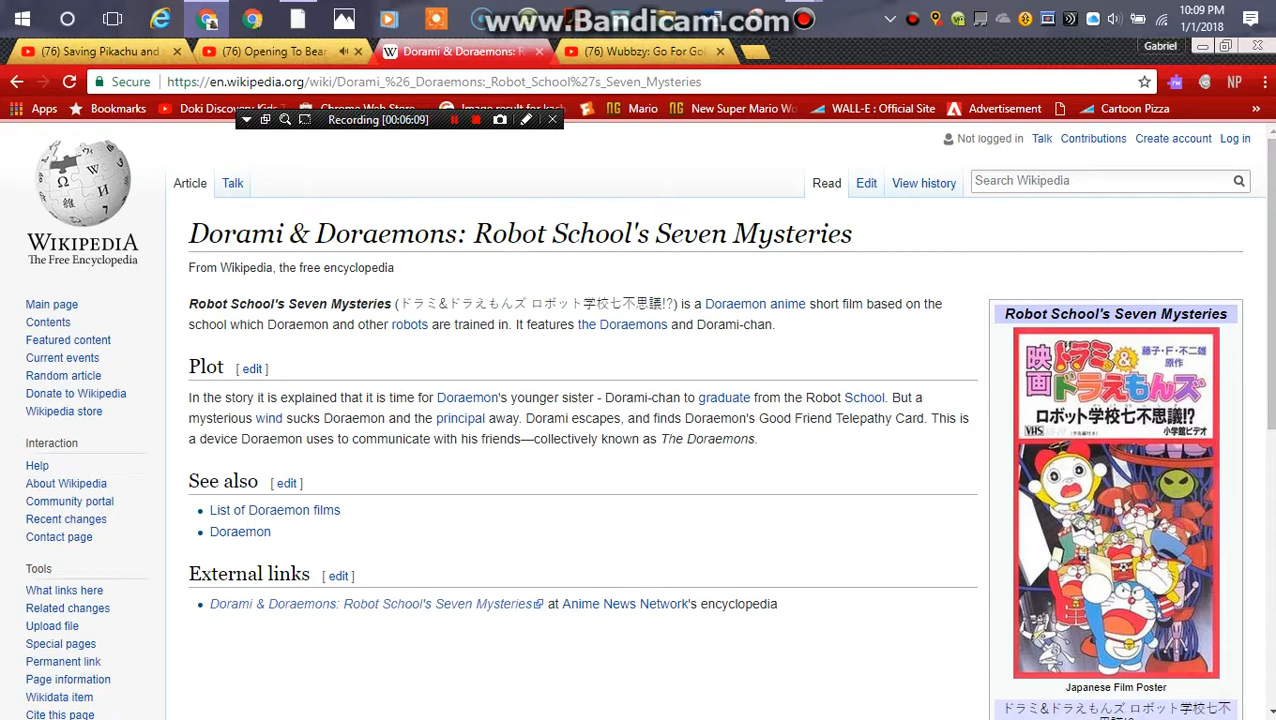 www.Bandicam.com
10:09 PM
1/1/2018
(76) Saving Pikachu and
(76) Opening To Bear
Dorami & Doraemons: R
(76) Wubbzy: Go For Gol
Gabriel
Secure
https://en.wikipedia.org/wiki/Dorami_%26_Doraemons:_Robot_School%27s_Seven_Mysteries
NP
Apps
Bookmarks
Doki Discovery Kids
Chrome Web Store
Image result for kas
Mario
New Super Mario Wo
WALL-E : Official Site
Advertisement
Cartoon Pizza
»
Recording [00:06:09]
Not logged in
Talk
Contributions
Create account
Log in
Article
Talk
Read
Edit
View history
Search Wikipedia
WIKIPEDIA
The Free Encyclopedia
Main page
Contents
Featured content
Current events
Random article
Donate to Wikipedia
Wikipedia store
Interaction
Help
About Wikipedia
Community portal
Recent changes
Contact page
Tools
What links here
Related changes
Upload file
Special pages
Permanent link
Page information
Wikidata item
Cite this page
Dorami & Doraemons: Robot School's Seven Mysteries
From Wikipedia, the free encyclopedia
Robot School's Seven Mysteries (ドラミ&ドラえもんズ ロボット学校七不思議!?) is a Doraemon anime short film based on the
school which Doraemon and other robots are trained in. It features the Doraemons and Dorami-chan.
Plot [ edit ]
In the story it is explained that it is time for Doraemon's younger sister - Dorami-chan to graduate from the Robot School. But a
mysterious wind sucks Doraemon and the principal away. Dorami escapes, and finds Doraemon's Good Friend Telepathy Card. This is
a device Doraemon uses to communicate with his friends—collectively known as The Doraemons.
See also [ edit ]
List of Doraemon films
Doraemon
External links [ edit ]
Dorami & Doraemons: Robot School's Seven Mysteries at Anime News Network's encyclopedia
Robot School's Seven Mysteries
映画
ドラミ&
ドラえもんズ
藤子・F・不二雄
原作
ロボット学校七不思議!?
VHS
小学館ビデオ
Japanese Film Poster
ドラミ&ドラえもんズ ロボット学校七不